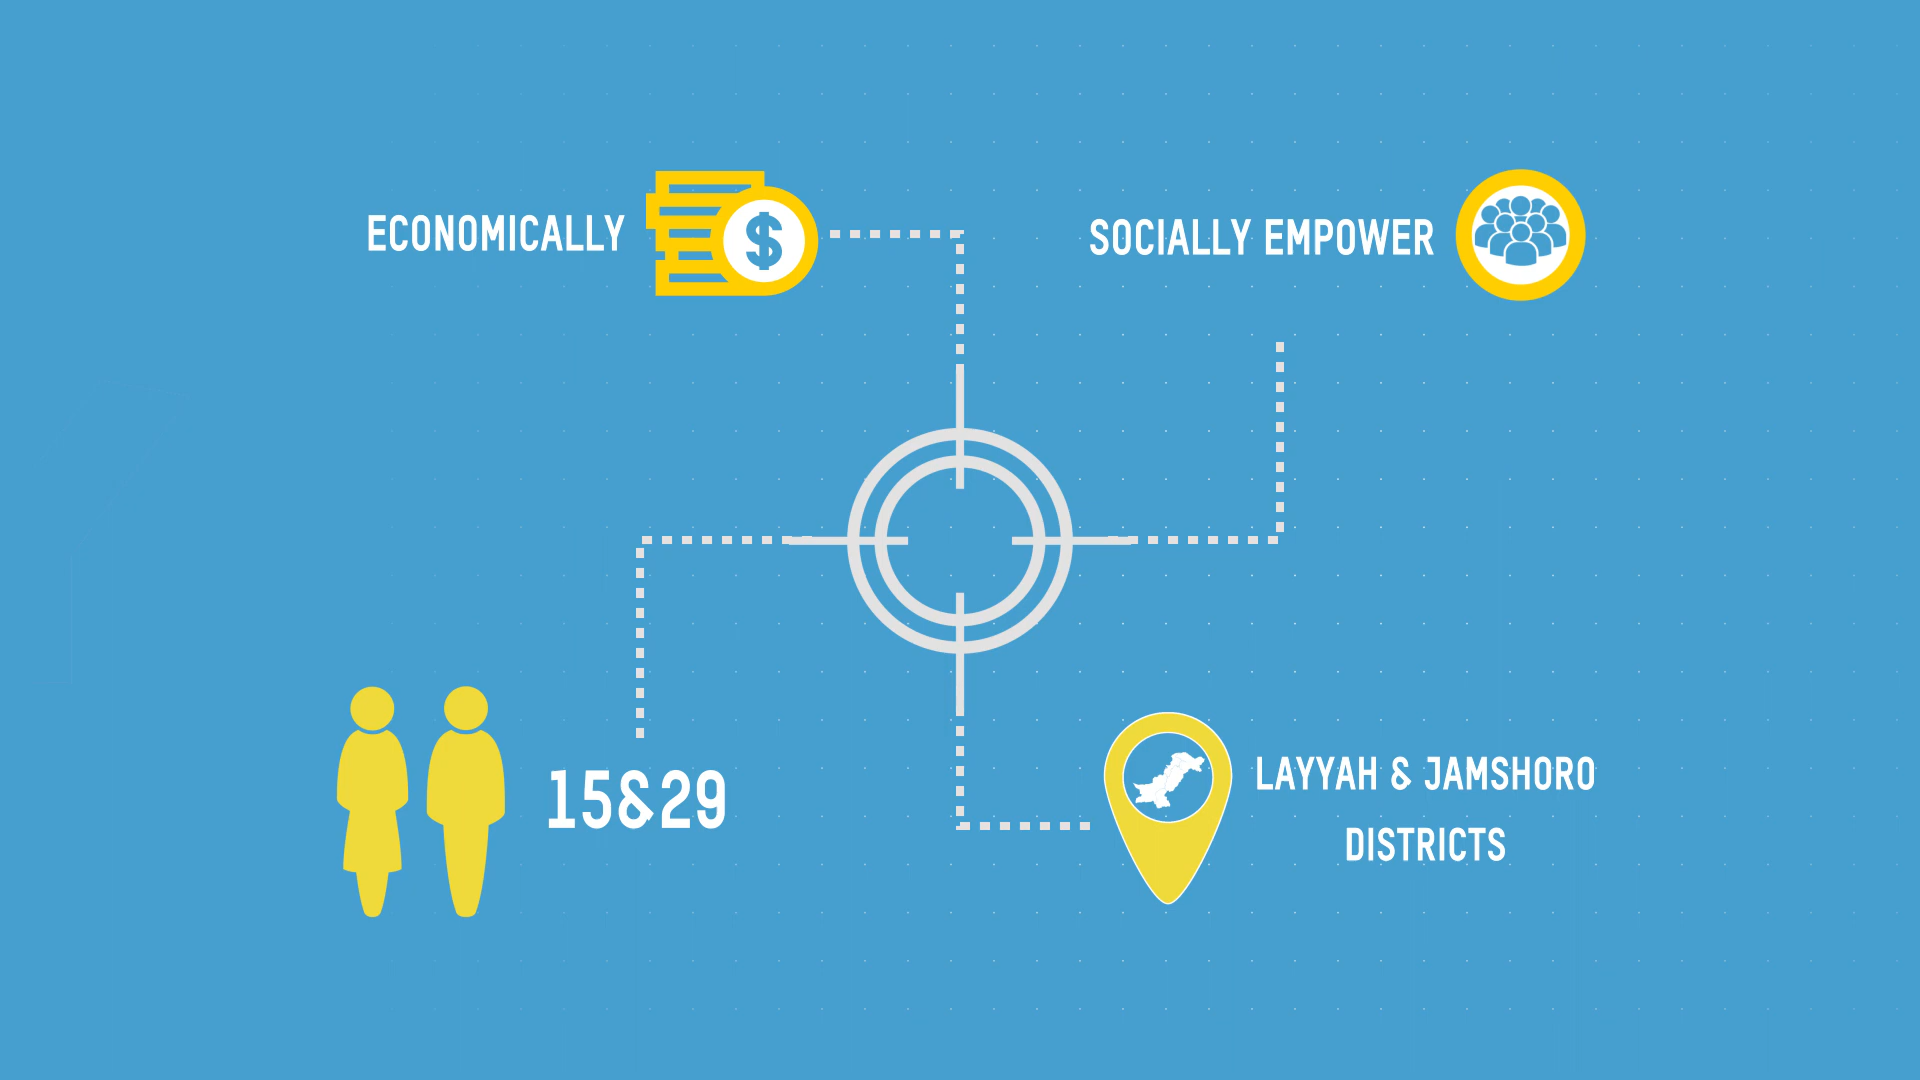 ECONOMICALLY
$
SOCIALLY EMPOWER
15&29
LAYYAH & JAMSHORO
DISTRICTS